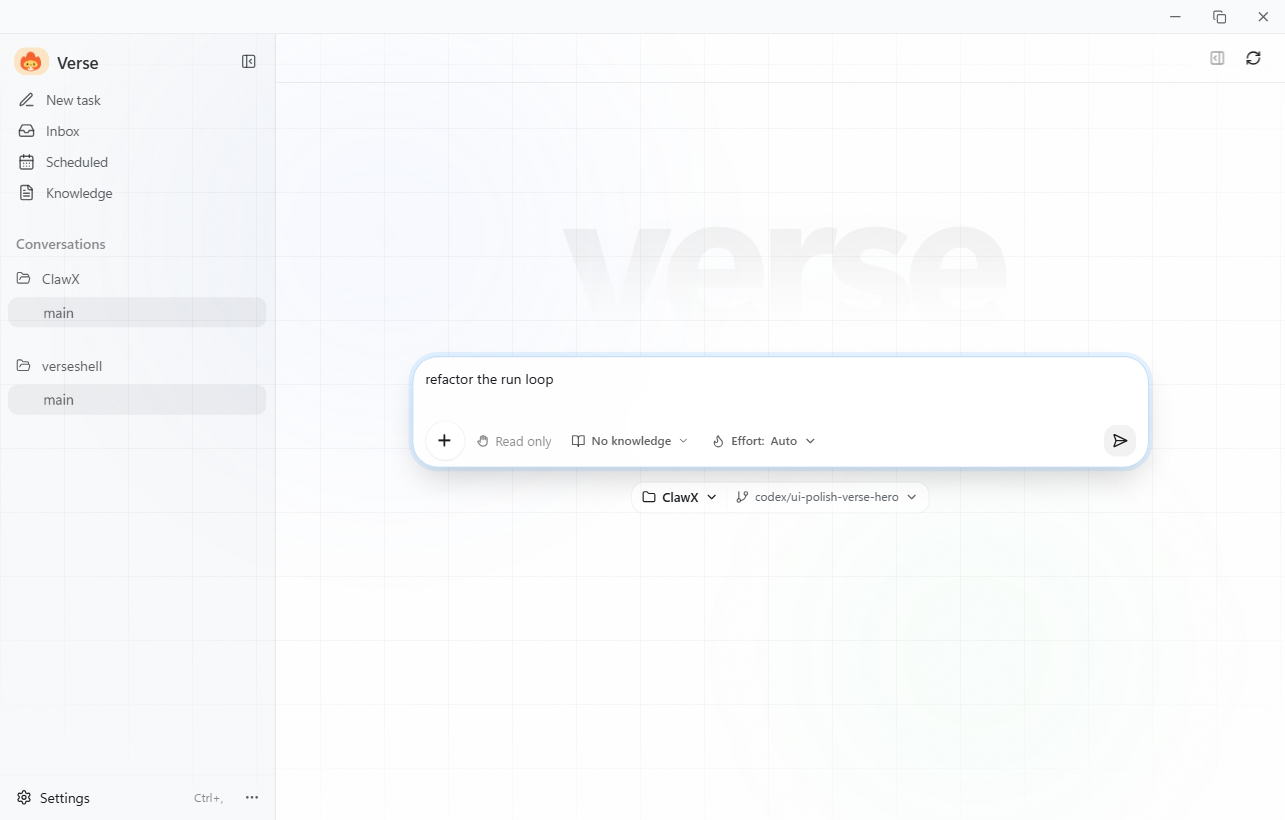 Verse
New task
Inbox
Scheduled
Knowledge
Conversations
ClawX
main
verseshell
main
Settings
Ctrl+,
verse
refactor the run loop
Read only
No knowledge
Effort: Auto
ClawX
codex/ui-polish-verse-hero